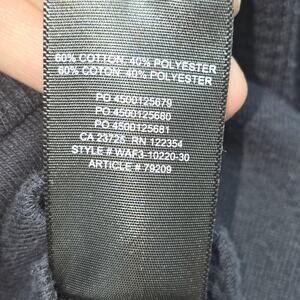 60% COTTON, 40% POLYESTER
60% COTON, 40% POLYESTER
PO 4500125679
PO 4500125680
PO 4500125681
CA 23725 RN 122354
STYLE # WAF3-10220-30
ARTICLE # 79209